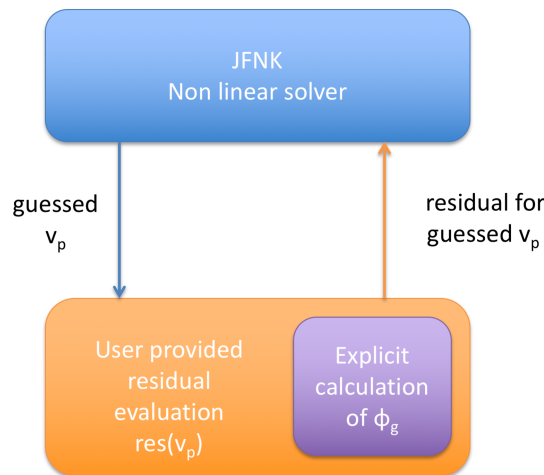 JFNK
Non linear solver
guessed
vₚ
residual for
guessed vₚ
User provided
residual
evaluation
res(vₚ)
Explicit
calculation
of ϕg